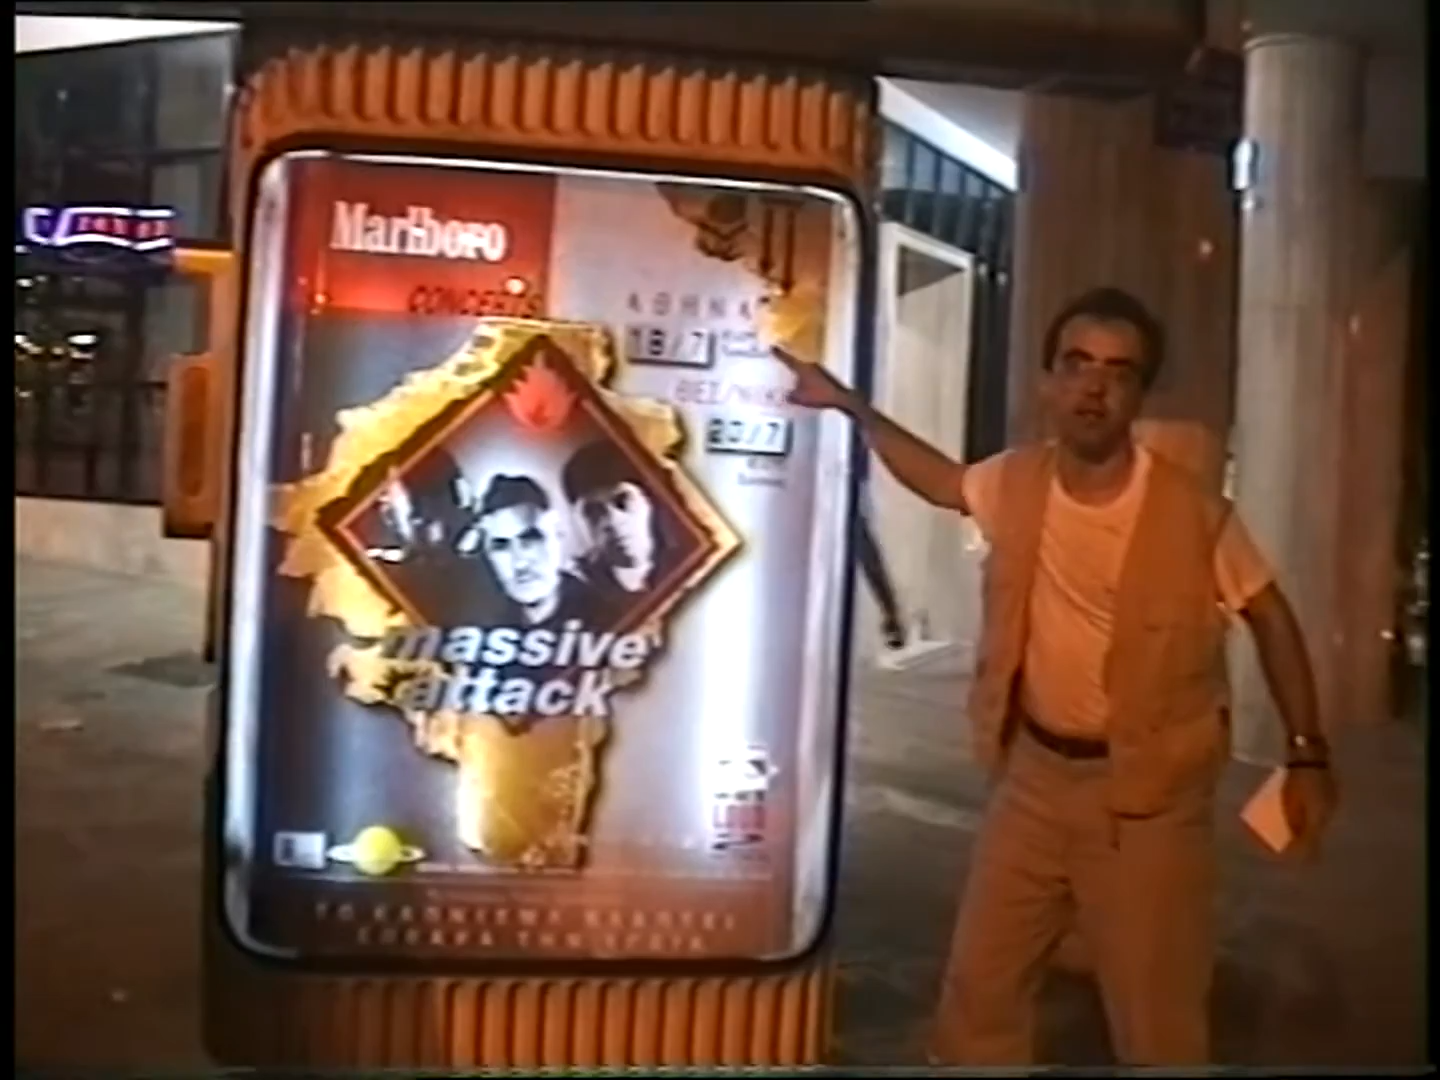 Marlboro
CONCERTS
ΑΘΗΝΑ
18/7
ΘΕΣ/ΝΙΚΗ
20/7
massive
attack
ΤΟ ΚΑΠΝΙΣΜΑ ΒΛΑΠΤΕΙ
ΣΟΒΑΡΑ ΤΗΝ ΥΓΕΙΑ